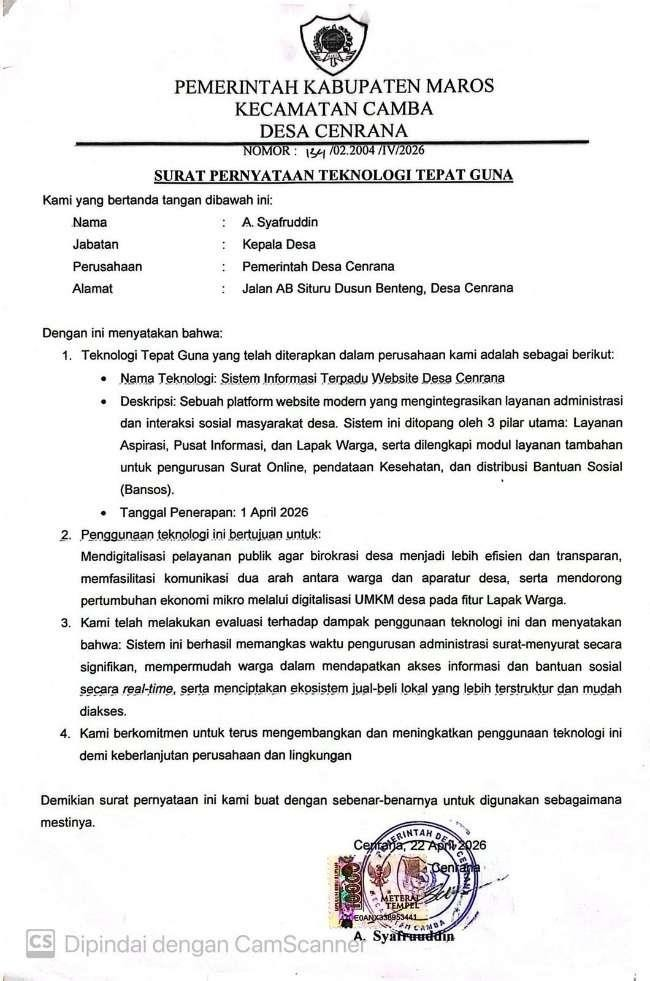 PEMERINTAH KABUPATEN MAROS
KECAMATAN CAMBA
DESA CENRANA
NOMOR : 134 /02.2004 /IV/2026
SURAT PERNYATAAN TEKNOLOGI TEPAT GUNA
Kami yang bertanda tangan dibawah ini:
Nama : A. Syafruddin
Jabatan : Kepala Desa
Perusahaan : Pemerintah Desa Cenrana
Alamat : Jalan AB Situru Dusun Benteng, Desa Cenrana
Dengan ini menyatakan bahwa:
1. Teknologi Tepat Guna yang telah diterapkan dalam perusahaan kami adalah sebagai berikut:
• Nama Teknologi: Sistem Informasi Terpadu Website Desa Cenrana
• Deskripsi: Sebuah platform website modern yang mengintegrasikan layanan administrasi
dan interaksi sosial masyarakat desa. Sistem ini ditopang oleh 3 pilar utama: Layanan
Aspirasi, Pusat Informasi, dan Lapak Warga, serta dilengkapi modul layanan tambahan
untuk pengurusan Surat Online, pendataan Kesehatan, dan distribusi Bantuan Sosial
(Bansos).
• Tanggal Penerapan: 1 April 2026
2. Penggunaan teknologi ini bertujuan untuk:
Mendigitalisasi pelayanan publik agar birokrasi desa menjadi lebih efisien dan transparan,
memfasilitasi komunikasi dua arah antara warga dan aparatur desa, serta mendorong
pertumbuhan ekonomi mikro melalui digitalisasi UMKM desa pada fitur Lapak Warga.
3. Kami telah melakukan evaluasi terhadap dampak penggunaan teknologi ini dan menyatakan
bahwa: Sistem ini berhasil memangkas waktu pengurusan administrasi surat-menyurat secara
signifikan, mempermudah warga dalam mendapatkan akses informasi dan bantuan sosial
secara real-time, serta menciptakan ekosistem jual-beli lokal yang lebih terstruktur dan mudah
diakses.
4. Kami berkomitmen untuk terus mengembangkan dan meningkatkan penggunaan teknologi ini
demi keberlanjutan perusahaan dan lingkungan
Demikian surat pernyataan ini kami buat dengan sebenar-benarnya untuk digunakan sebagaimana
mestinya.
Cenrana, 22 April 2026
PEMERINTAH DESA CENRANA
Cenrana
10000
METERAI
TEMPEL
E0ANX338953441
CAMBA
A. Syafruuddin
CS Dipindai dengan CamScanner